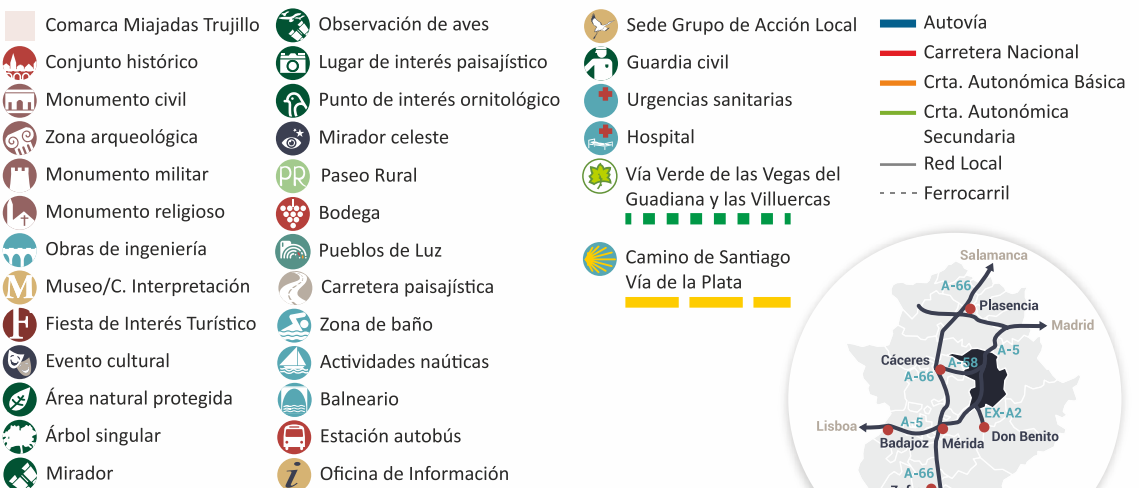 Comarca Miajadas Trujillo
Conjunto histórico
Monumento civil
Zona arqueológica
Monumento militar
Monumento religioso
Obras de ingeniería
M
Museo/C. Interpretación
F
Fiesta de Interés Turístico
Evento cultural
Área natural protegida
Árbol singular
Mirador
Observación de aves
Lugar de interés paisajístico
Punto de interés ornitológico
Mirador celeste
PR
Paseo Rural
Bodega
Pueblos de Luz
Carretera paisajística
Zona de baño
Actividades naúticas
Balneario
Estación autobús
i
Oficina de Información
Sede Grupo de Acción Local
Guardia civil
Urgencias sanitarias
Hospital
Vía Verde de las Vegas del
Guadiana y las Villuercas
Camino de Santiago
Vía de la Plata
Autovía
Carretera Nacional
Crta. Autonómica Básica
Crta. Autonómica
Secundaria
Red Local
Ferrocarril
Salamanca
A-66
Plasencia
Madrid
A-5
Cáceres
A-58
A-66
EX-A2
A-5
Lisboa
Don Benito
Badajoz
Mérida
A-66